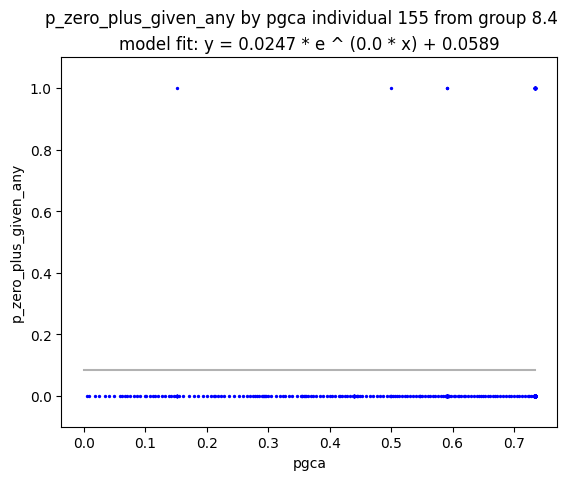 p_zero_plus_given_any by pgca individual 155 from group 8.4
model fit: y = 0.0247 * e ^ (0.0 * x) + 0.0589
1.0
0.8
0.6
0.4
0.2
0.0
p_zero_plus_given_any
0.0 0.1 0.2 0.3 0.4 0.5 0.6 0.7
pgca